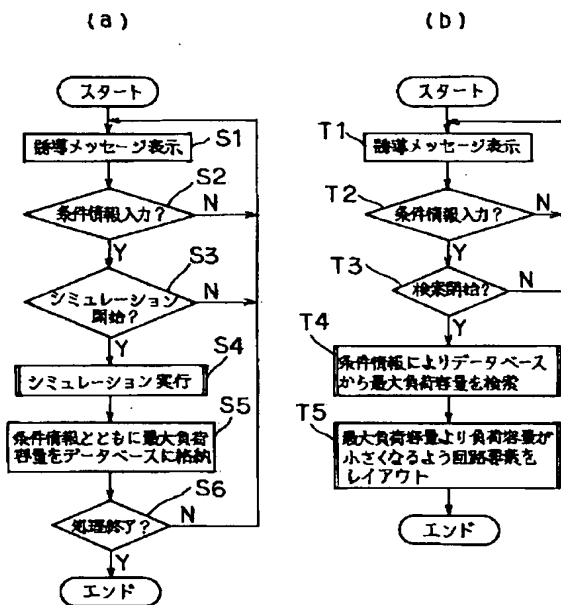 (a)
スタート
誘導メッセージ表示
S1
S2
条件情報入力?
N
Y
S3
シミュレーション
開始?
N
Y
S4
シミュレーション実行
S5
条件情報とともに最大負荷
容量をデータベースに格納
S6
処理終了?
N
Y
エンド
(b)
スタート
T1
誘導メッセージ表示
T2
条件情報入力?
N
Y
T3
検索開始?
N
Y
T4
条件情報によりデータベース
から最大負荷容量を検索
T5
最大負荷容量より負荷容量が
小さくなるよう回路要素を
レイアウト
エンド